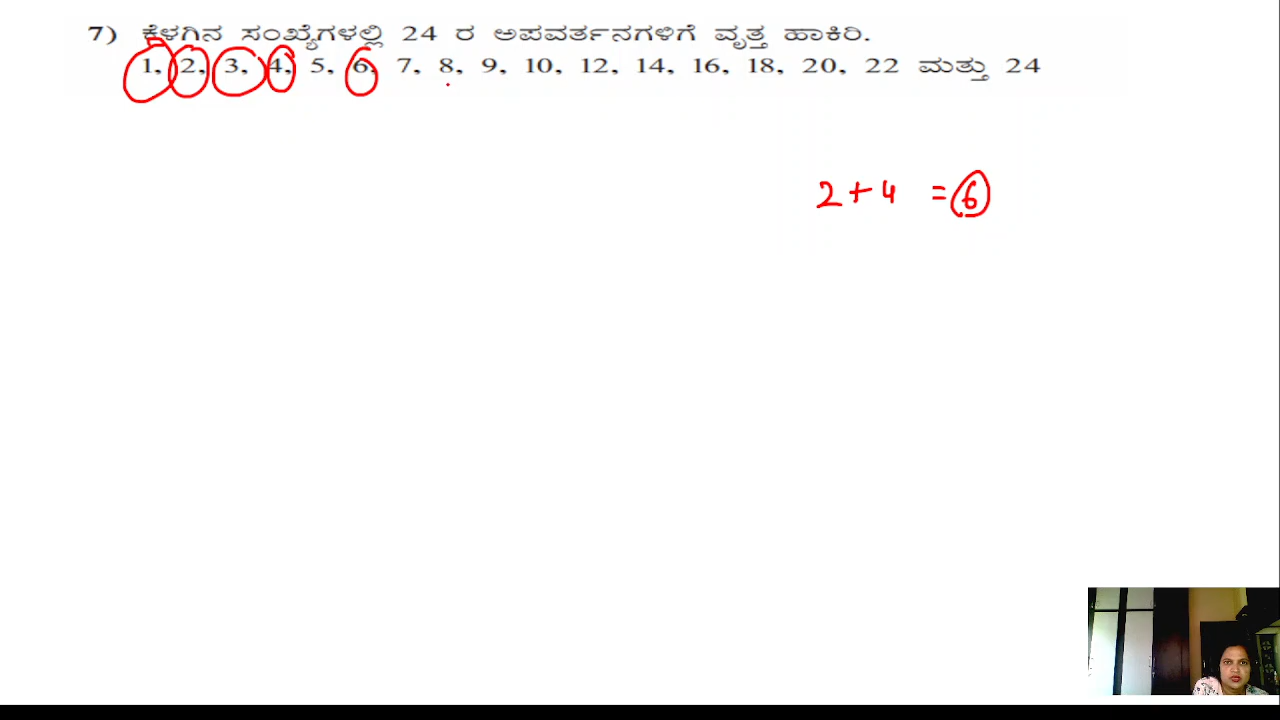 7) ಕೆಳಗಿನ ಸಂಖ್ಯೆಗಳಲ್ಲಿ 24 ರ ಅಪವರ್ತನಗಳಿಗೆ ವೃತ್ತ ಹಾಕಿರಿ.
1, 2, 3, 4, 5, 6, 7, 8, 9, 10, 12, 14, 16, 18, 20, 22 ಮತ್ತು 24
2+4 = 6